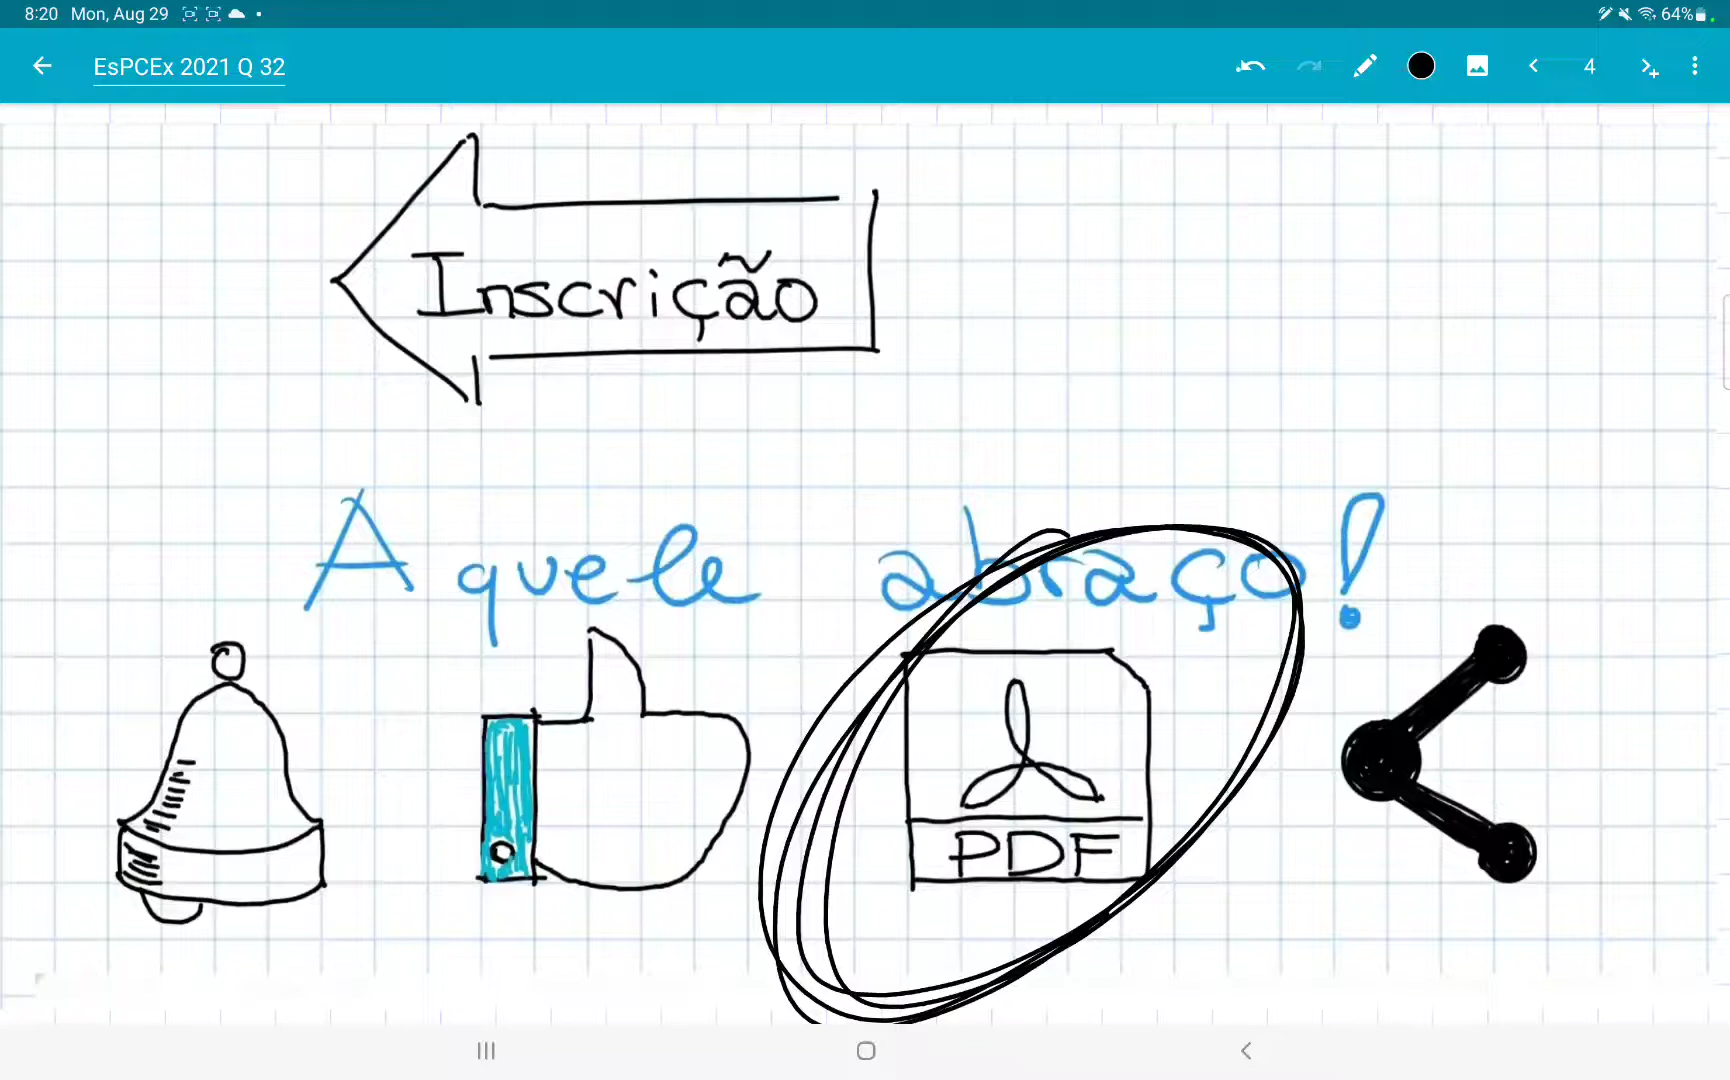 8:20 Mon, Aug 29 64%
EsPCEx 2021 Q 32 4
Inscrição
Aquele abraço!
PDF